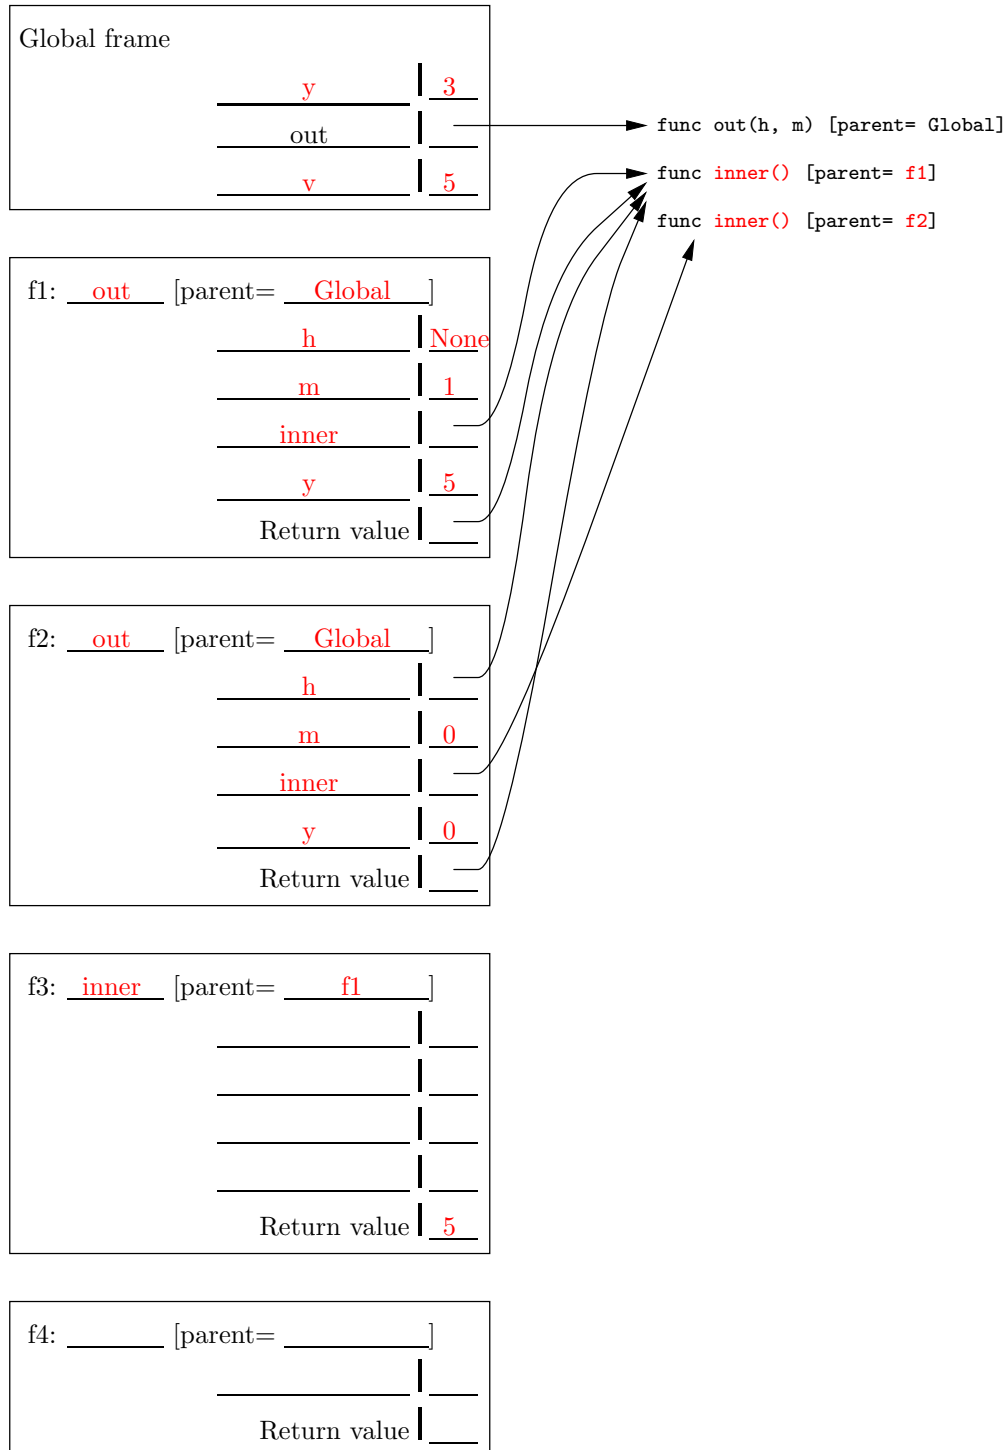 Global frame
y 3
out
v 5
func out(h, m) [parent= Global]
func inner() [parent= f1]
func inner() [parent= f2]
f1: out [parent= Global]
h None
m 1
inner
y 5
Return value
f2: out [parent= Global]
h
m 0
inner
y 0
Return value
f3: inner [parent= f1]
Return value 5
f4: [parent= ]
Return value